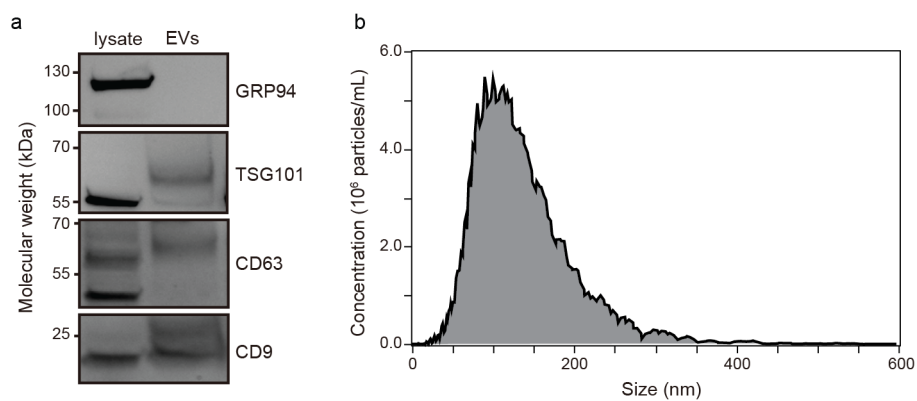 a
lysate EVs
Molecular weight (kDa)
130
100
GRP94
70
55
TSG101
70
55
CD63
25
CD9
b
Concentration (10⁶ particles/mL)
6.0
4.0
2.0
0.0
0 200 400 600
Size (nm)